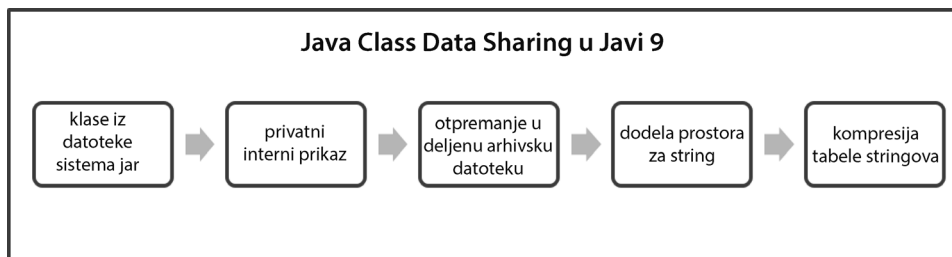 Java Class Data Sharing u Javi 9
klase iz
datoteke
sistema jar
privatni
interni prikaz
otpremanje u
deljenu arhivsku
datoteku
dodela prostora
za string
kompresija
tabele stringova